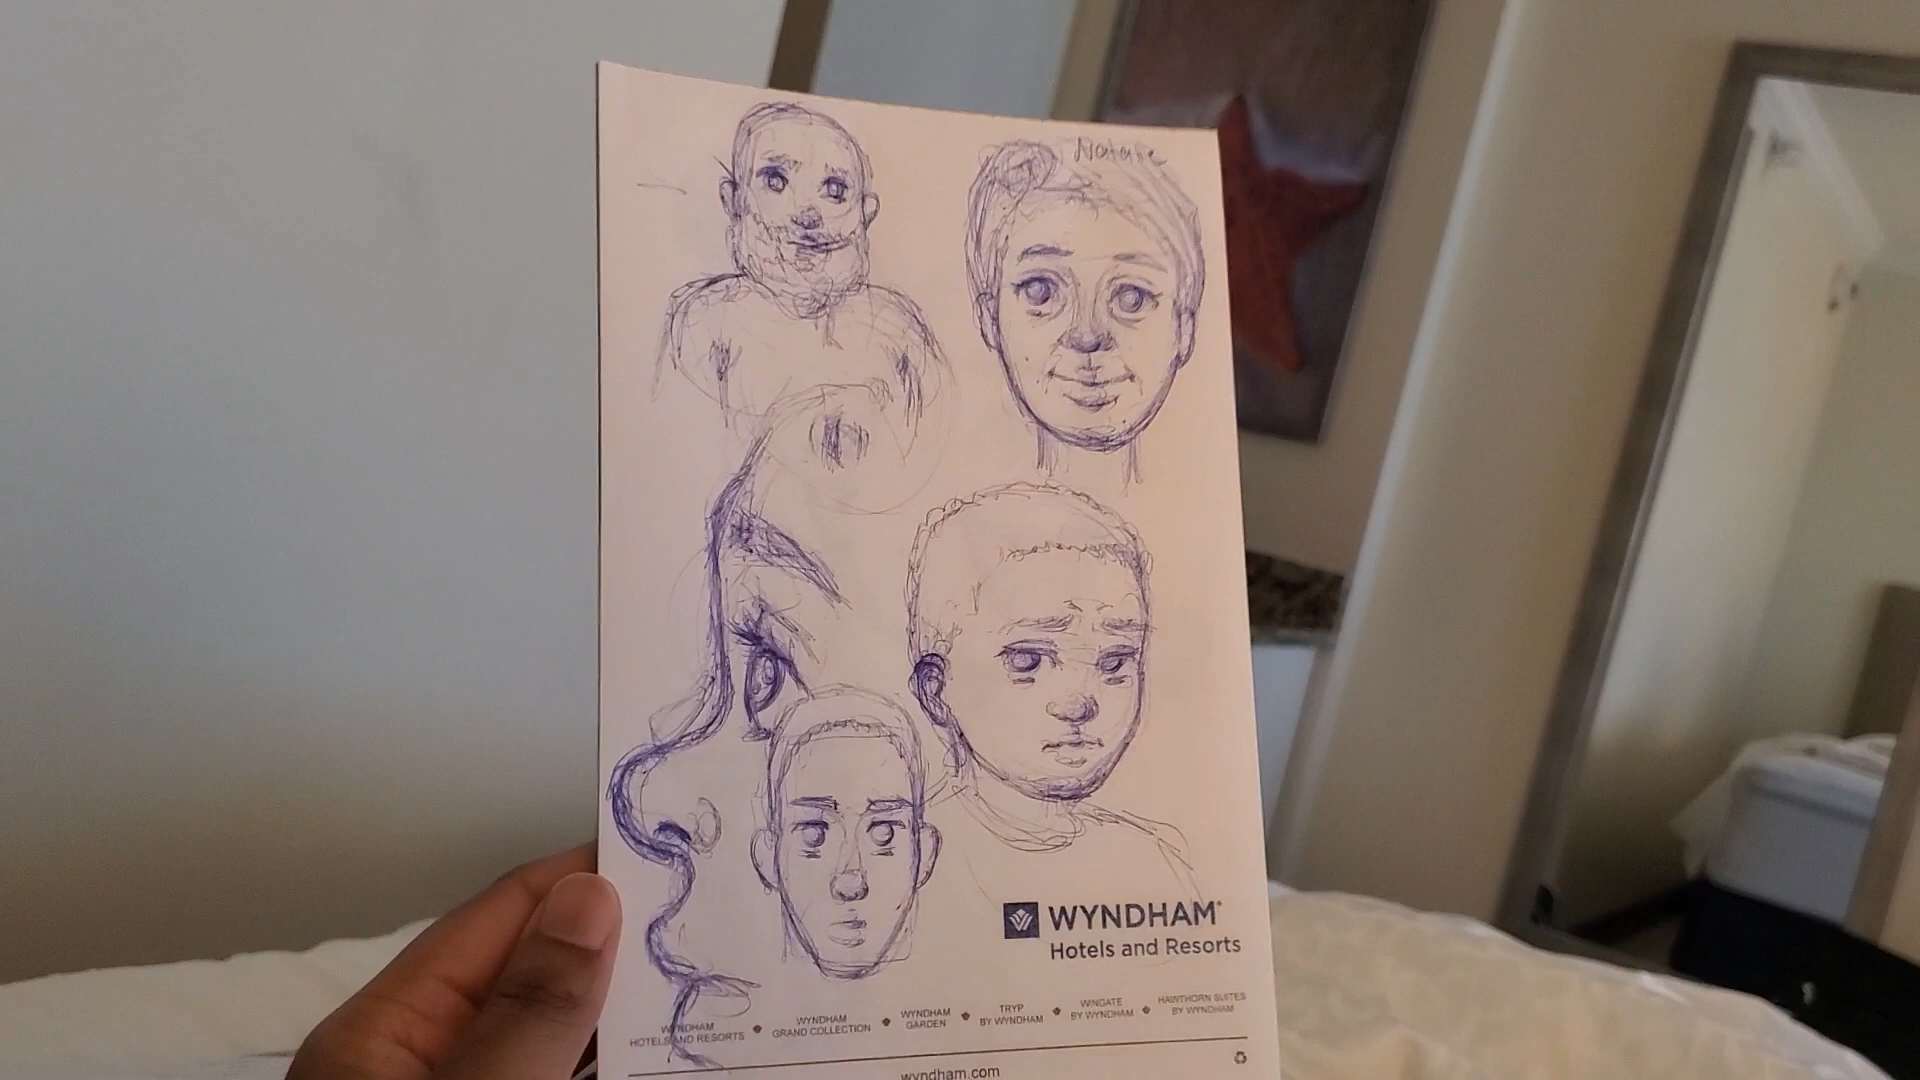 Natalie
WYNDHAM®
Hotels and Resorts
WYNDHAM
HOTELS AND RESORTS
WYNDHAM
GRAND COLLECTION
WYNDHAM
GARDEN
TRYP
BY WYNDHAM
WINGATE
BY WYNDHAM
HAWTHORN SUITES
BY WYNDHAM
wyndham.com